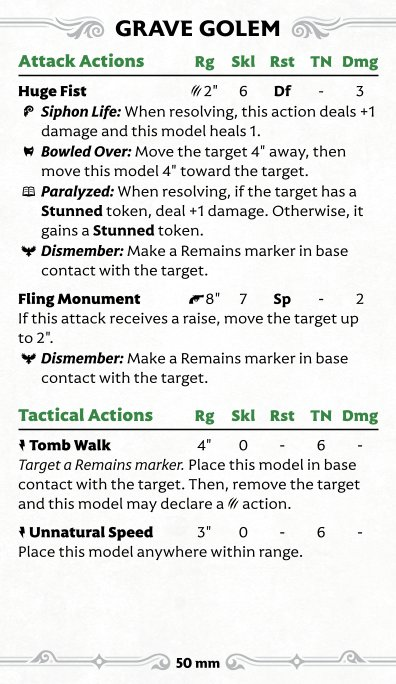 GRAVE GOLEM
Attack Actions Rg Skl Rst TN Dmg
Huge Fist 2" 6 Df - 3
Siphon Life: When resolving, this action deals +1
damage and this model heals 1.
Bowled Over: Move the target 4" away, then
move this model 4" toward the target.
Paralyzed: When resolving, if the target has a
Stunned token, deal +1 damage. Otherwise, it
gains a Stunned token.
Dismember: Make a Remains marker in base
contact with the target.
Fling Monument 8" 7 Sp - 2
If this attack receives a raise, move the target up
to 2".
Dismember: Make a Remains marker in base
contact with the target.
Tactical Actions Rg Skl Rst TN Dmg
Tomb Walk 4" 0 - 6 -
Target a Remains marker. Place this model in base
contact with the target. Then, remove the target
and this model may declare a action.
Unnatural Speed 3" 0 - 6 -
Place this model anywhere within range.
50 mm